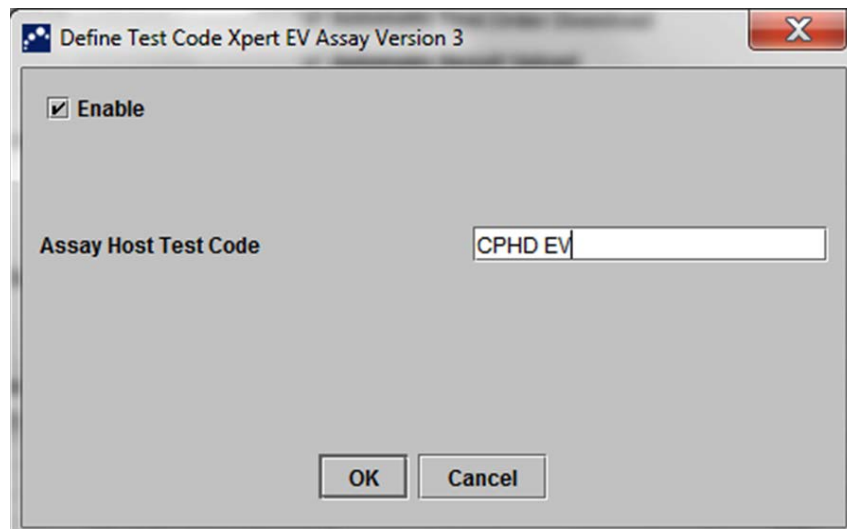 Define Test Code Xpert EV Assay Version 3
Enable
Assay Host Test Code
CPHD EV
OK
Cancel